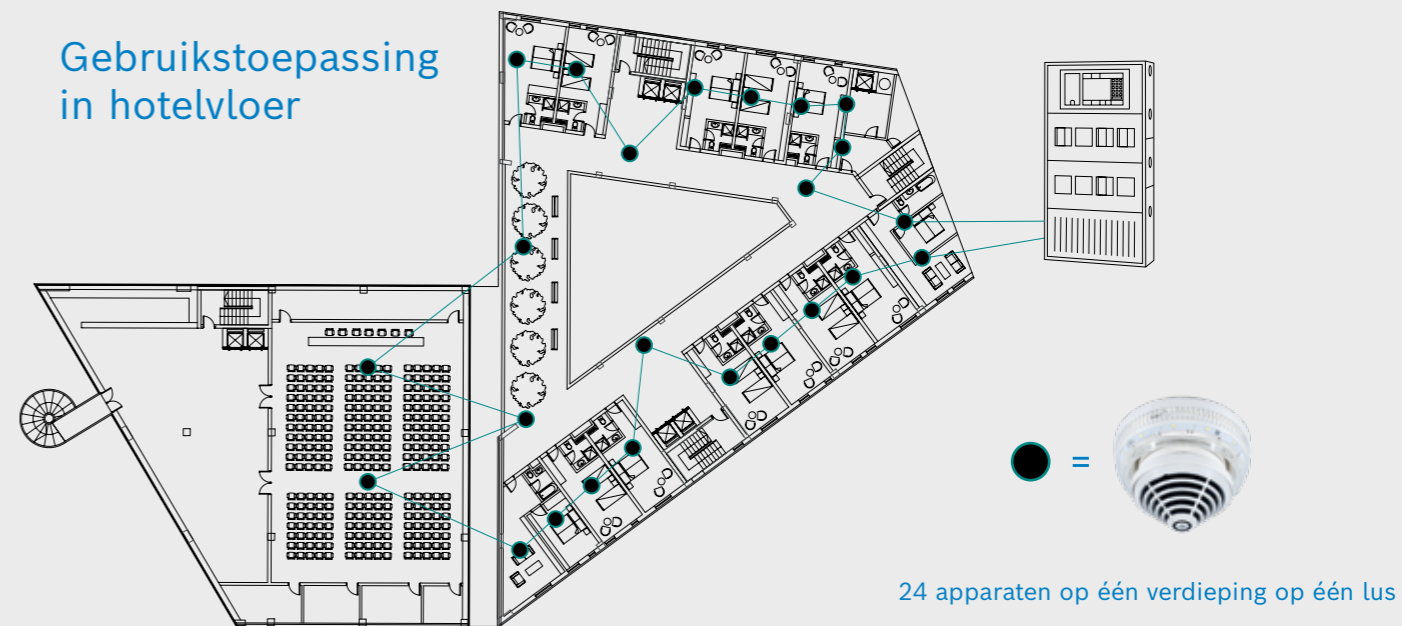 Gebruikstoepassing
in hotelvloer
=
24 apparaten op één verdieping op één lus